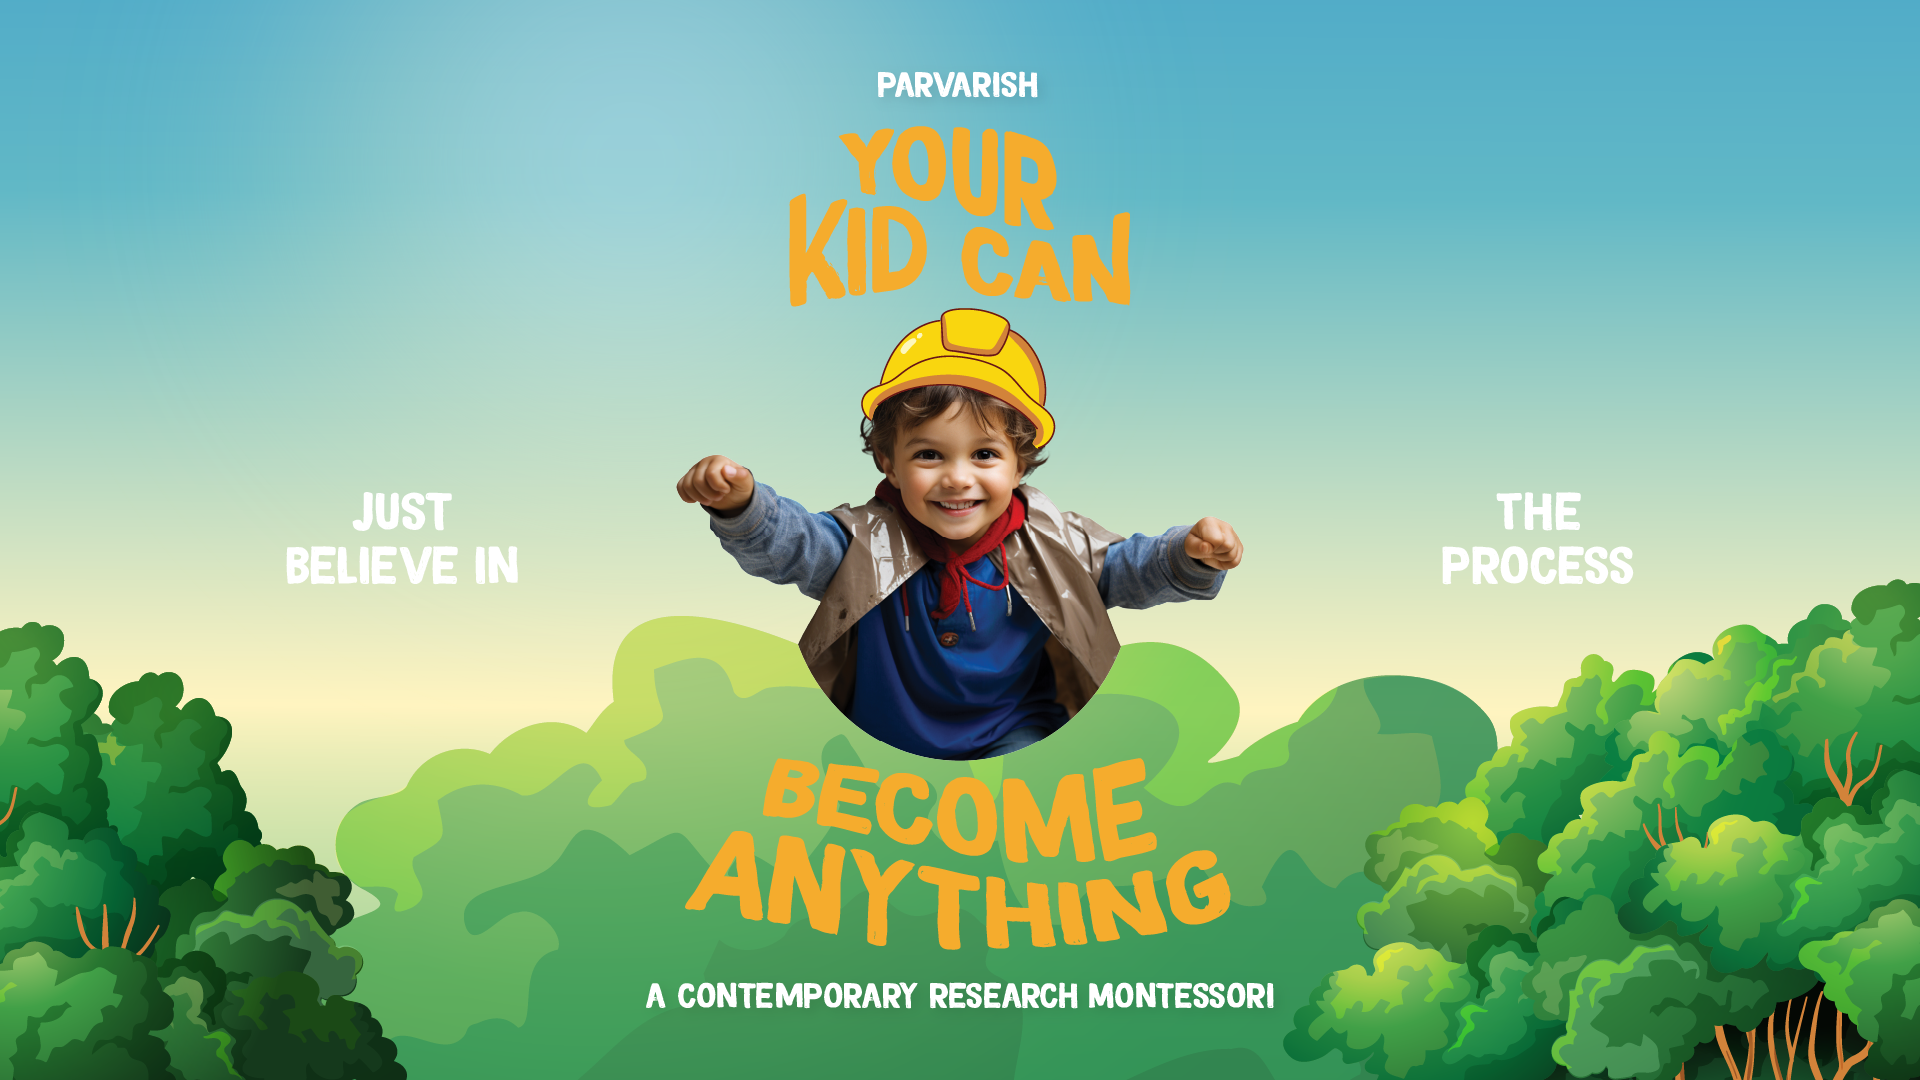 PARVARISH
YOUR
KID CAN
JUST
BELIEVE IN
THE
PROCESS
BECOME
ANYTHING
A CONTEMPORARY RESEARCH MONTESSORI